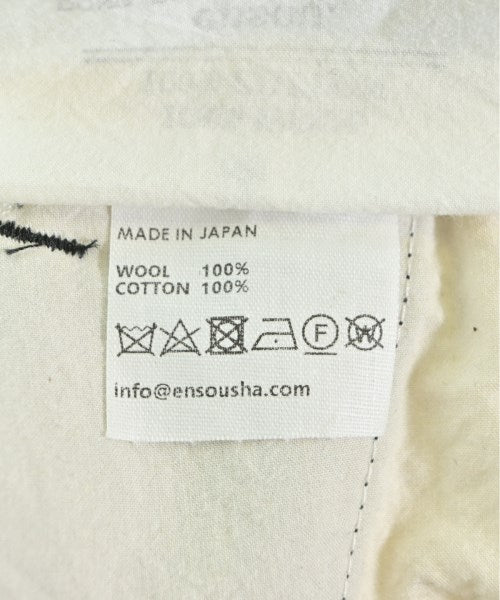 MADE IN JAPAN
WOOL 100%
COTTON 100%
F W
info@ensousha.com